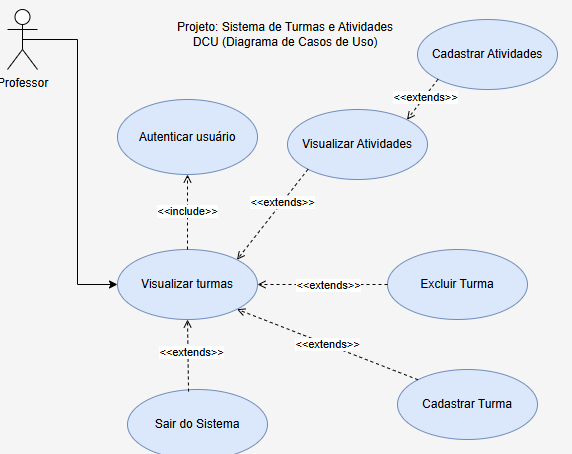 Projeto: Sistema de Turmas e Atividades
DCU (Diagrama de Casos de Uso)
Professor
Cadastrar Atividades
<<extends>>
Autenticar usuário
Visualizar Atividades
<<include>>
<<extends>>
Visualizar turmas
<<extends>>
Excluir Turma
<<extends>>
<<extends>>
Cadastrar Turma
Sair do Sistema